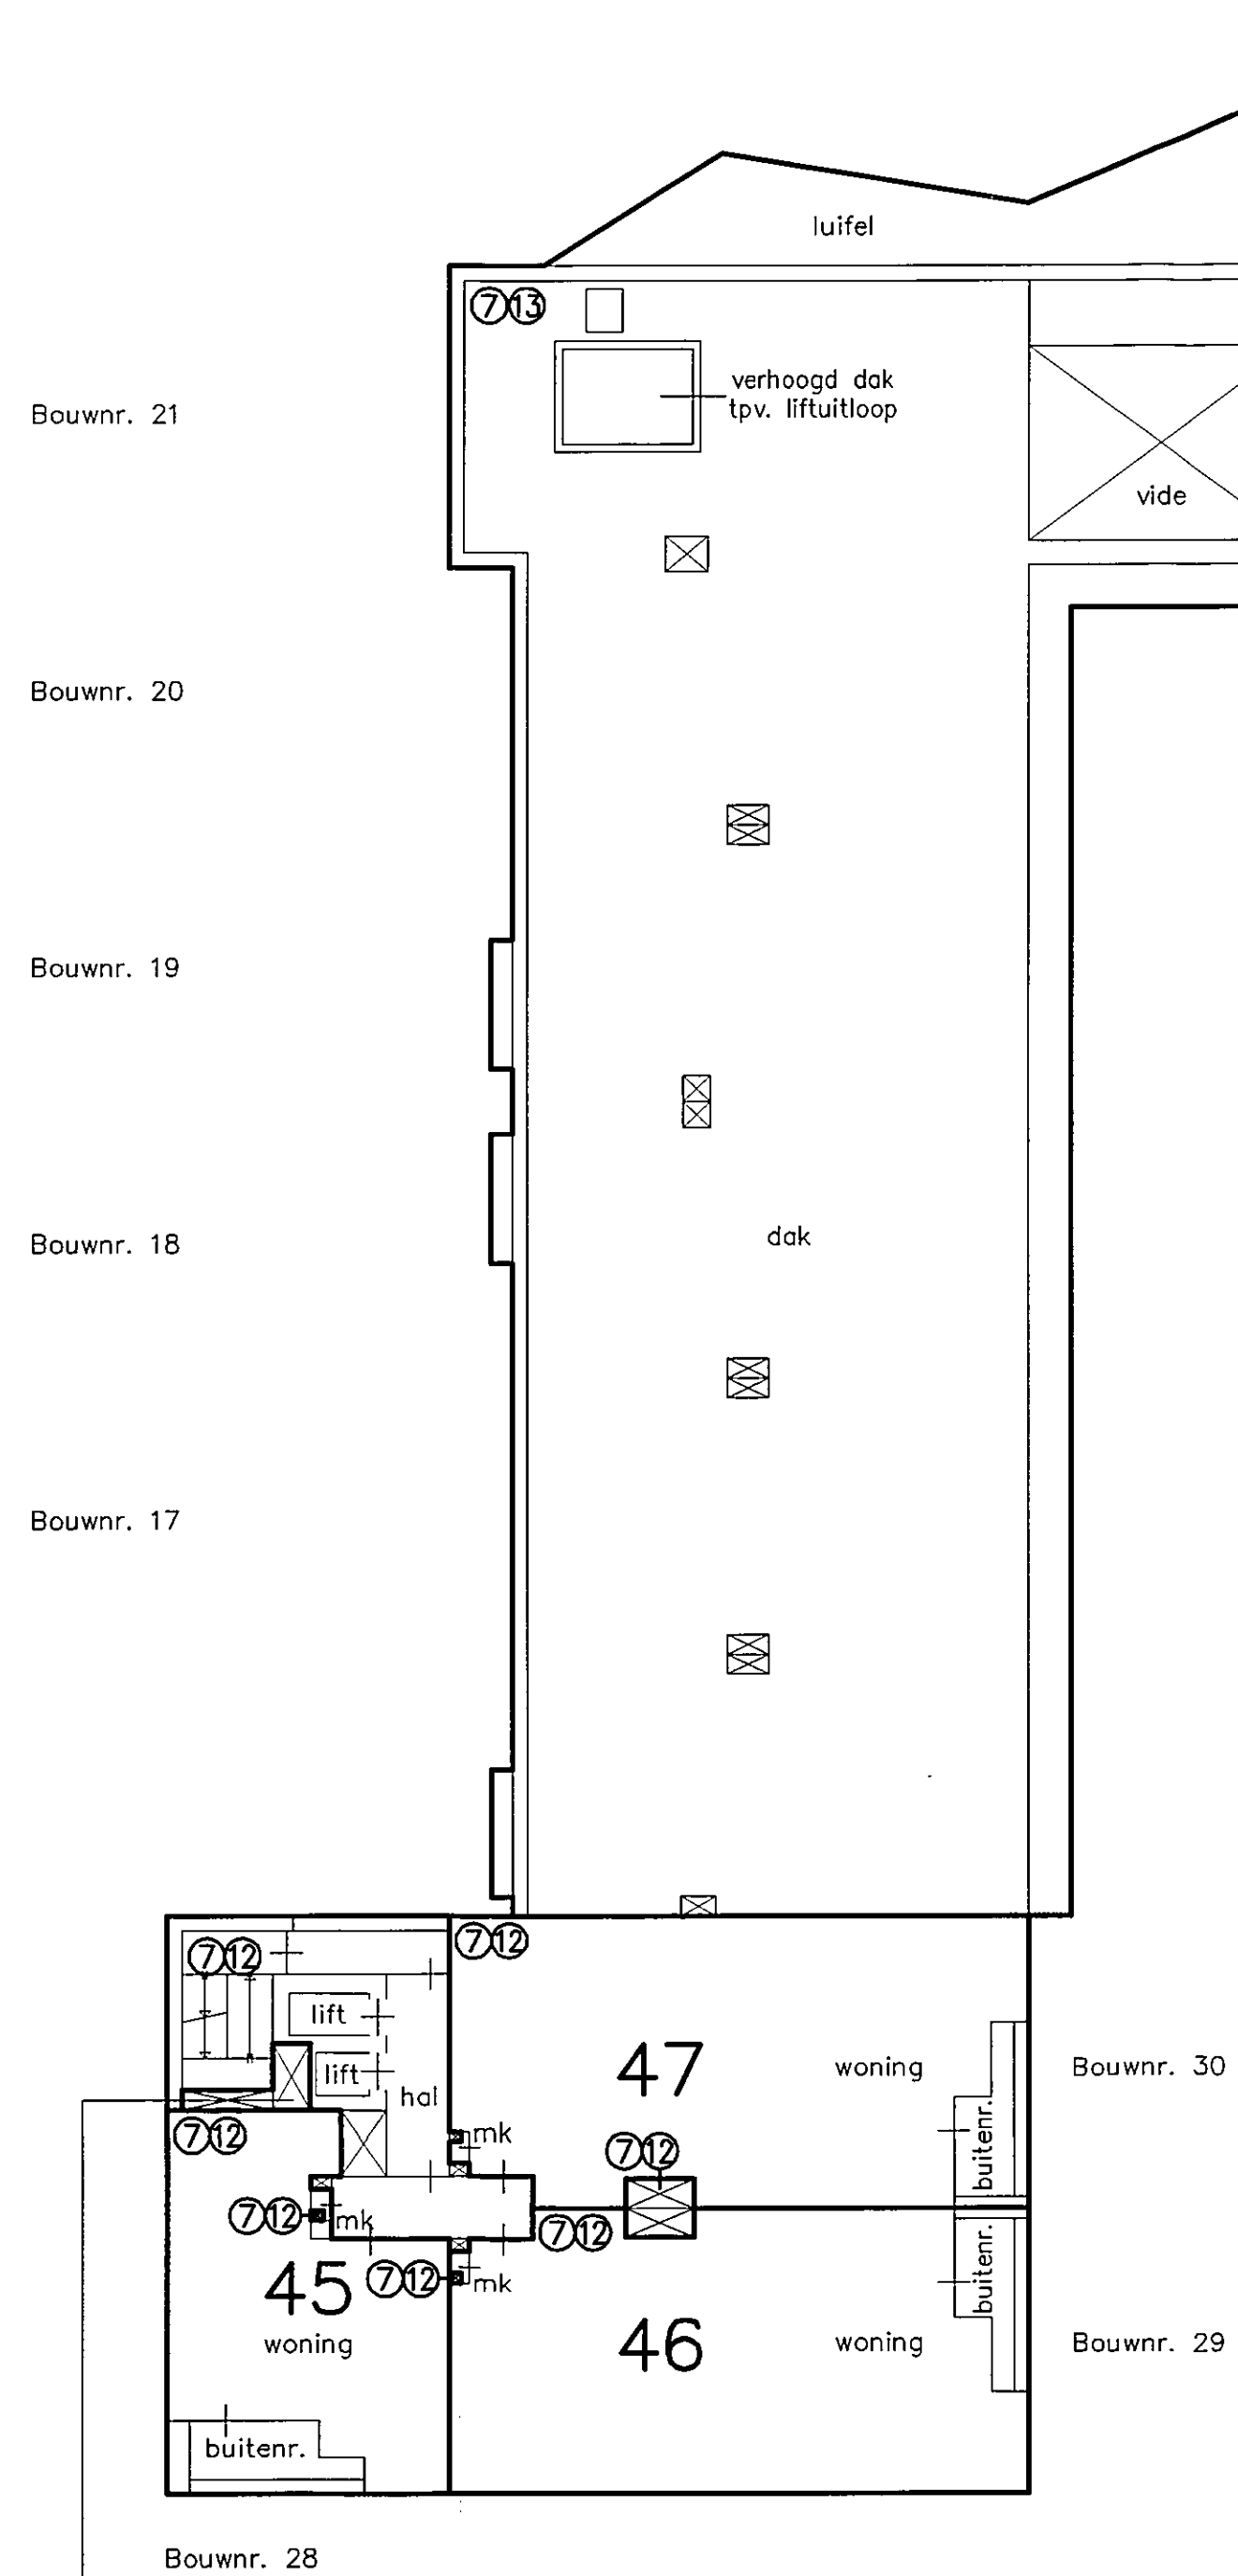 luifel
7 13
verhoogd dak
tpv. liftuitloop
Bouwnr. 21
vide
Bouwnr. 20
Bouwnr. 19
Bouwnr. 18
dak
Bouwnr. 17
7 12
7 12
lift
47
woning
Bouwnr. 30
lift
hal
buitenr.
7 12
mk
7 12
7 12
mk
7 12
45
7 12
mk
buitenr.
woning
46
woning
Bouwnr. 29
buitenr.
Bouwnr. 28